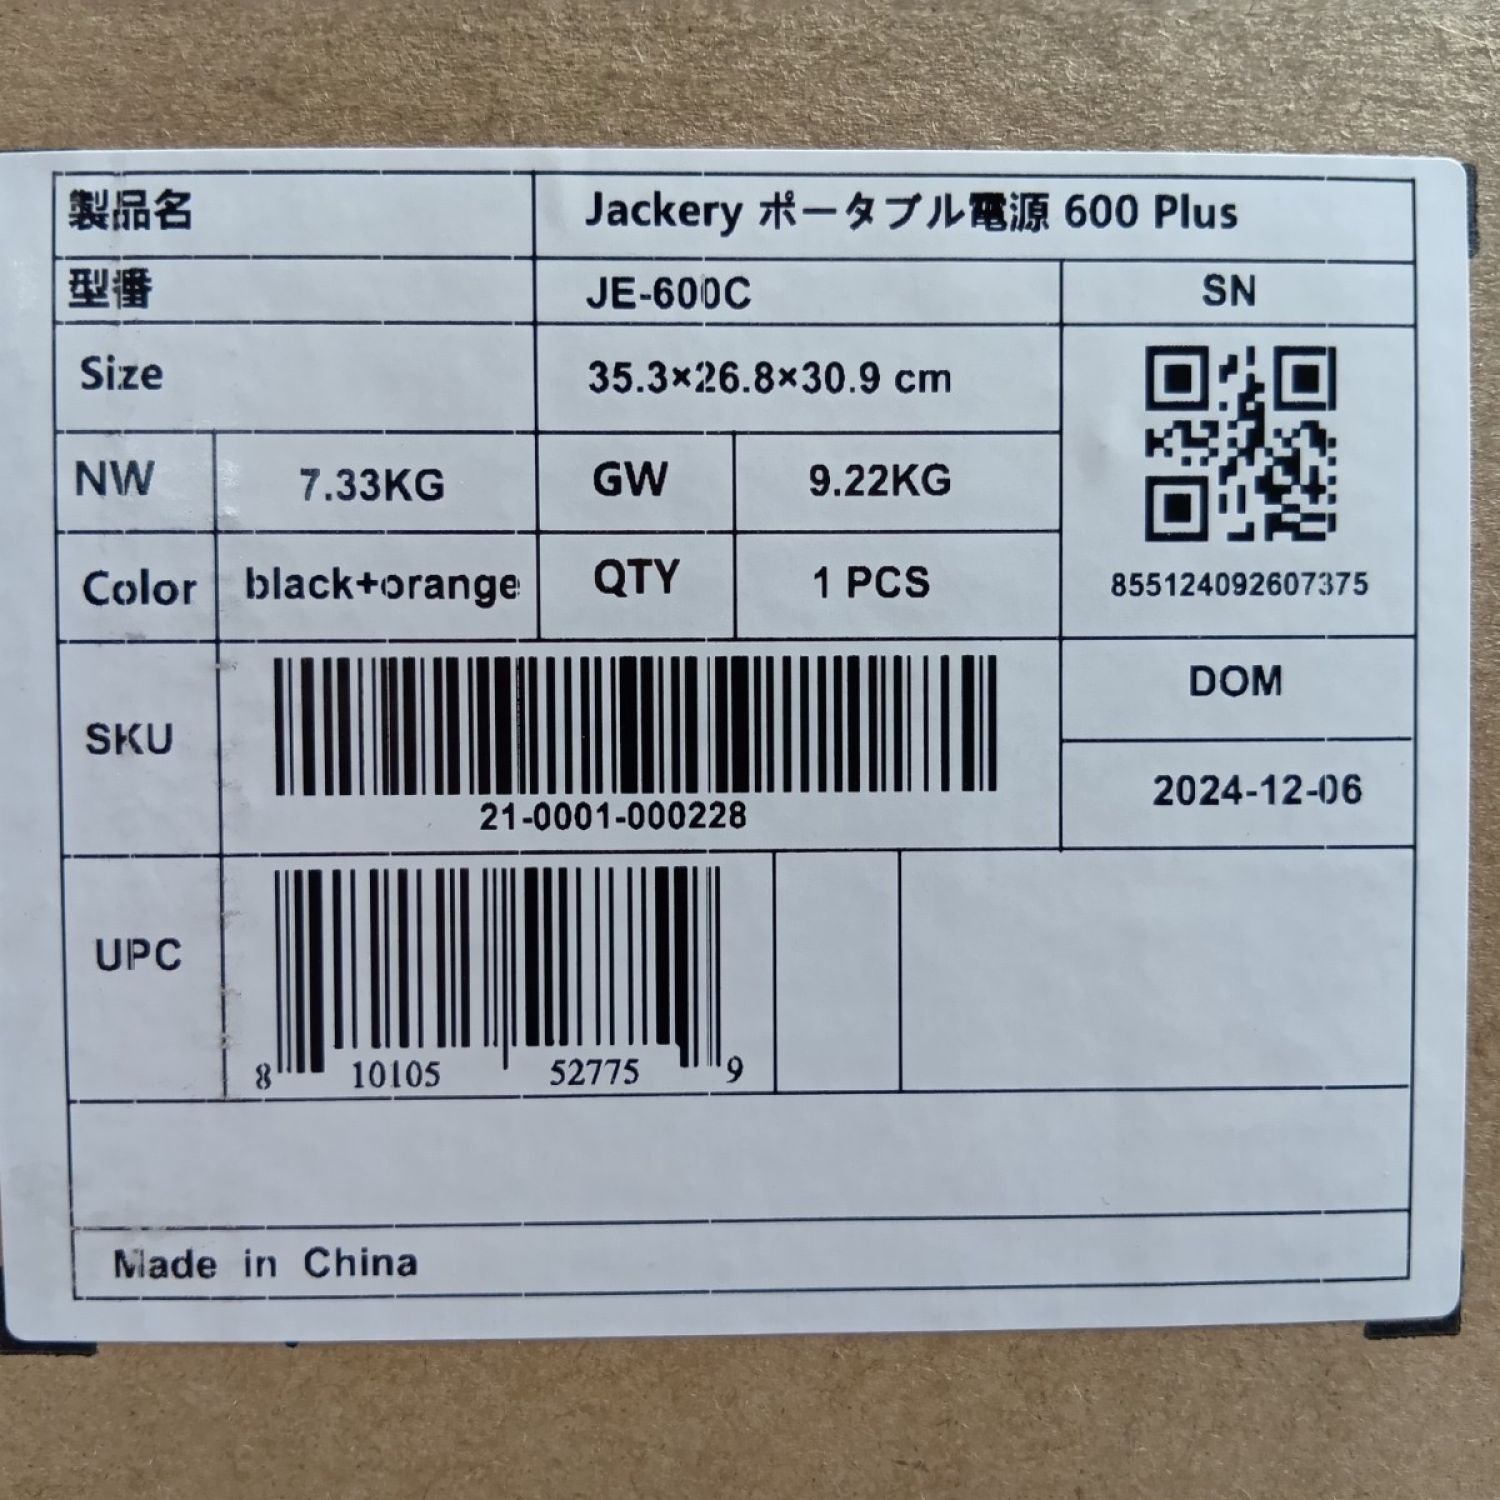 製品名 Jackery ポータブル電源 600 Plus
型番 JE-600C SN
Size 35.3×26.8×30.9 cm
NW 7.33KG GW 9.22KG
Color black+orange QTY 1 PCS 855124092607375
SKU DOM
21-0001-000228 2024-12-06
UPC
8 10105 52775 9
Made in China